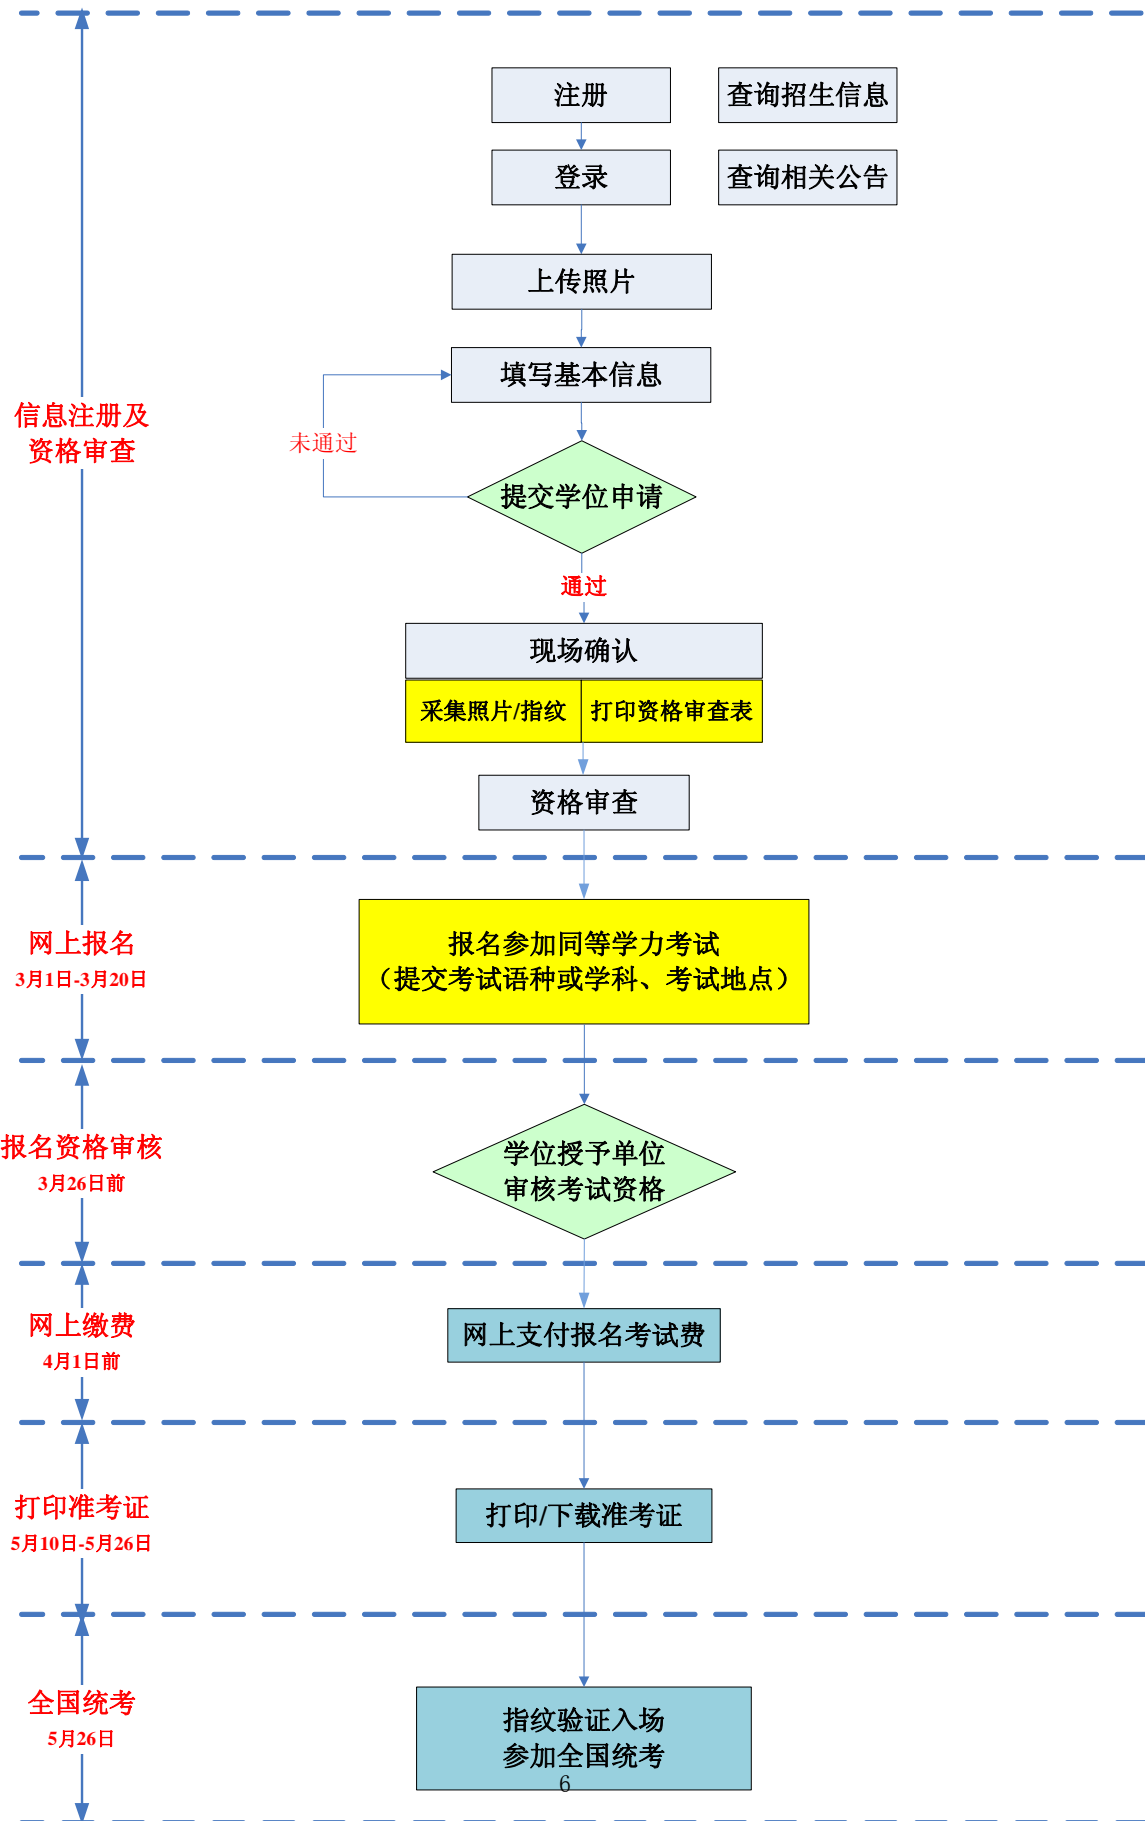 注册
查询招生信息
登录
查询相关公告
上传照片
填写基本信息
信息注册及
资格审查
未通过
提交学位申请
通过
现场确认
采集照片/指纹
打印资格审查表
资格审查
网上报名
3月1日-3月20日
报名参加同等学力考试
（提交考试语种或学科、考试地点）
报名资格审核
3月26日前
学位授予单位
审核考试资格
网上缴费
4月1日前
网上支付报名考试费
打印准考证
5月10日-5月26日
打印/下载准考证
全国统考
5月26日
指纹验证入场
参加全国统考
6